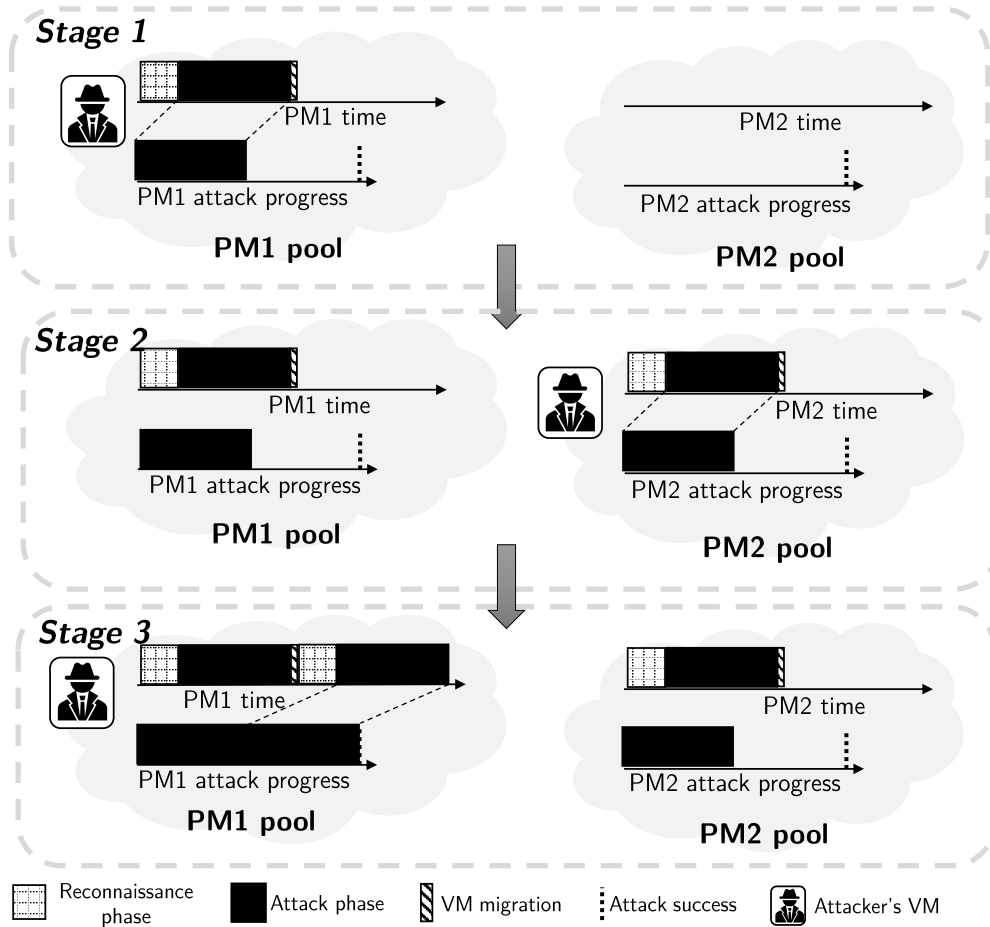 Stage 1
PM1 time
PM1 attack progress
PM1 pool
PM2 time
PM2 attack progress
PM2 pool
Stage 2
PM1 time
PM1 attack progress
PM1 pool
PM2 time
PM2 attack progress
PM2 pool
Stage 3
PM1 time
PM1 attack progress
PM1 pool
PM2 time
PM2 attack progress
PM2 pool
Reconnaissance
phase
Attack phase
VM migration
Attack success
Attacker's VM